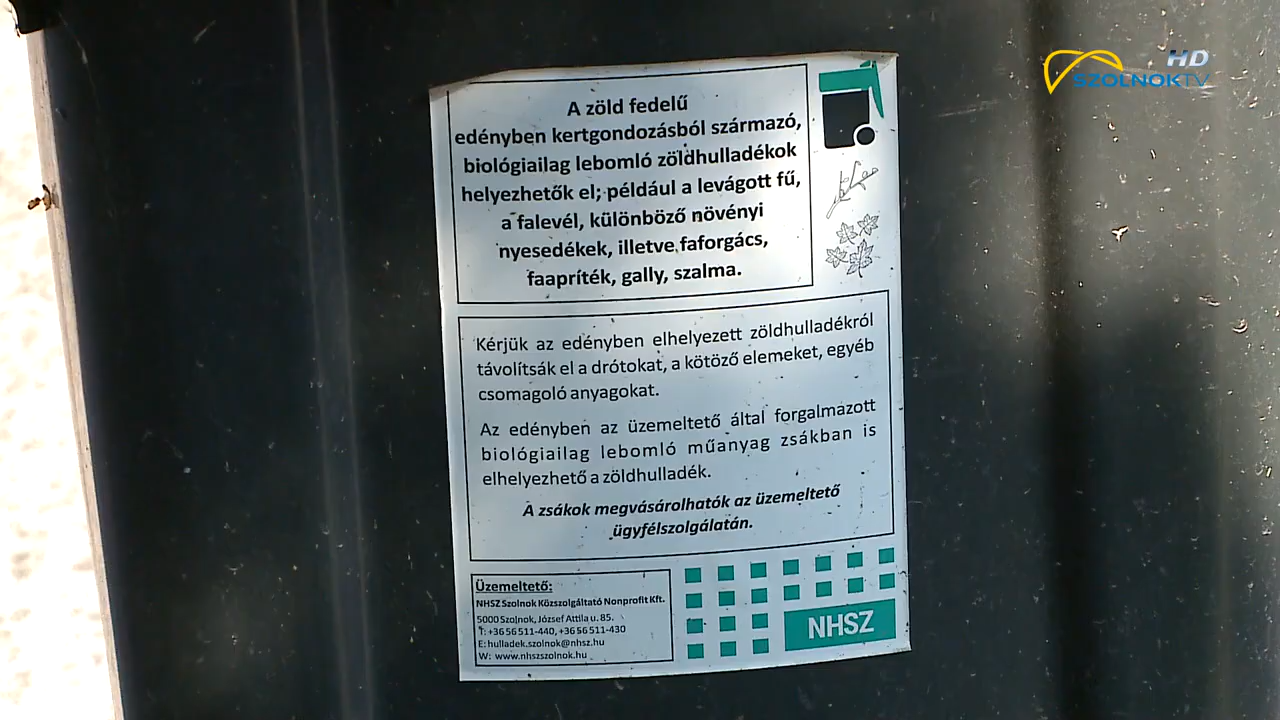 HD
SZOLNOKTV
A zöld fedelű
edényben kertgondozásból származó,
biológiailag lebomló zöldhulladékok
helyezhetők el; például a levágott fű,
a falevél, különböző növényi
nyesedékek, illetve faforgács,
faapríték, gally, szalma.
Kérjük az edényben elhelyezett zöldhulladékról
távolítsák el a drótokat, a kötöző elemeket, egyéb
csomagoló anyagokat.
Az edényben az üzemeltető által forgalmazott
biológiailag lebomló műanyag zsákban is
elhelyezhető a zöldhulladék.
A zsákok megvásárolhatók az üzemeltető
ügyfélszolgálatán.
Üzemeltető:
NHSZ Szolnok Közszolgáltató Nonprofit Kft.
5000 Szolnok, József Attila u. 85.
T: +36 56 511-440, +36 56 511-430
E: hulladek.szolnok@nhsz.hu
W: www.nhszszolnok.hu
NHSZ